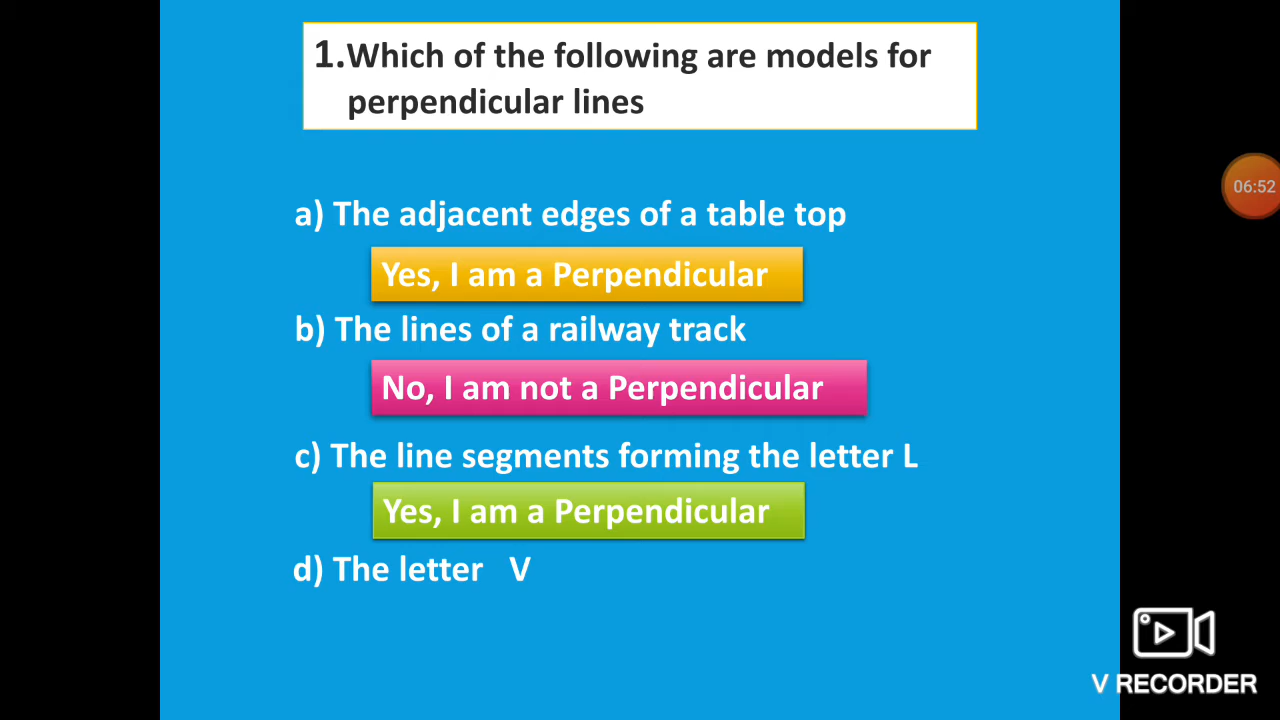 1.Which of the following are models for
perpendicular lines
a) The adjacent edges of a table top
Yes, I am a Perpendicular
b) The lines of a railway track
No, I am not a Perpendicular
c) The line segments forming the letter L
Yes, I am a Perpendicular
d) The letter V
06:52
V RECORDER